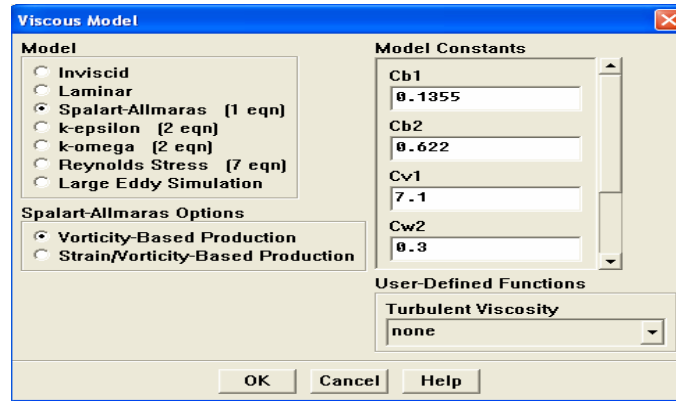 Viscous Model
Model
Inviscid
Laminar
Spalart-Allmaras (1 eqn)
k-epsilon (2 eqn)
k-omega (2 eqn)
Reynolds Stress (7 eqn)
Large Eddy Simulation
Spalart-Allmaras Options
Vorticity-Based Production
Strain/Vorticity-Based Production
Model Constants
Cb1
0.1355
Cb2
0.622
Cv1
7.1
Cw2
0.3
User-Defined Functions
Turbulent Viscosity
none
OK Cancel Help